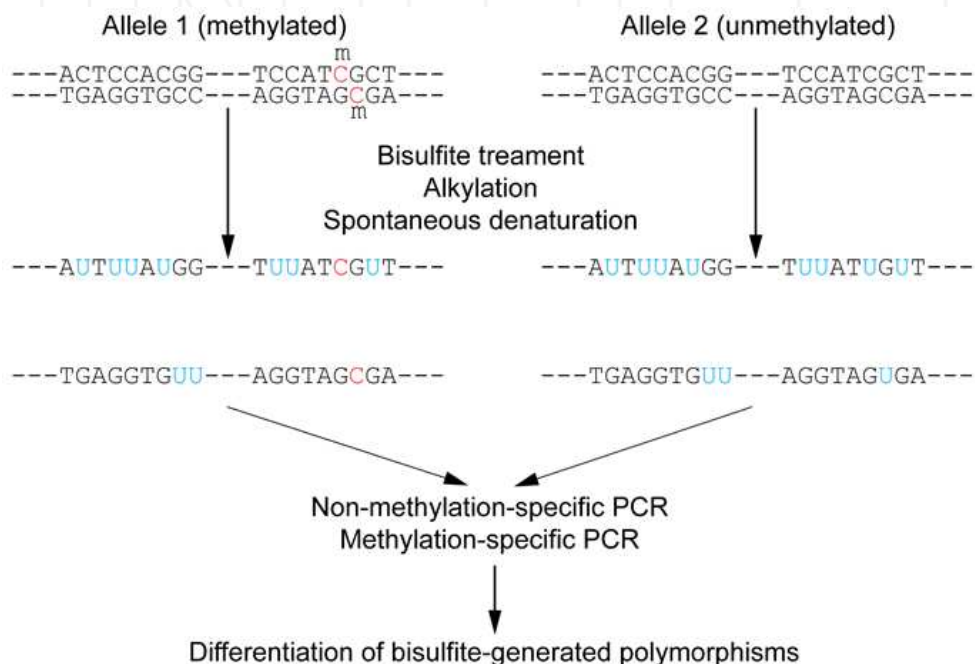 Allele 1 (methylated) Allele 2 (unmethylated)
m
---ACTCCACGG---TCCATCGCT--- ---ACTCCACGG---TCCATCGCT---
---TGAGGTGCC---AGGTAGCGA--- ---TGAGGTGCC---AGGTAGCGA---
m
Bisulfite treament
Alkylation
Spontaneous denaturation
---AUTUUAUGG---TUUATCGUT--- ---AUTUUAUGG---TUUATUGUT---
---TGAGGTGUU---AGGTAGCGA--- ---TGAGGTGUU---AGGTAGUGA---
Non-methylation-specific PCR
Methylation-specific PCR
Differentiation of bisulfite-generated polymorphisms